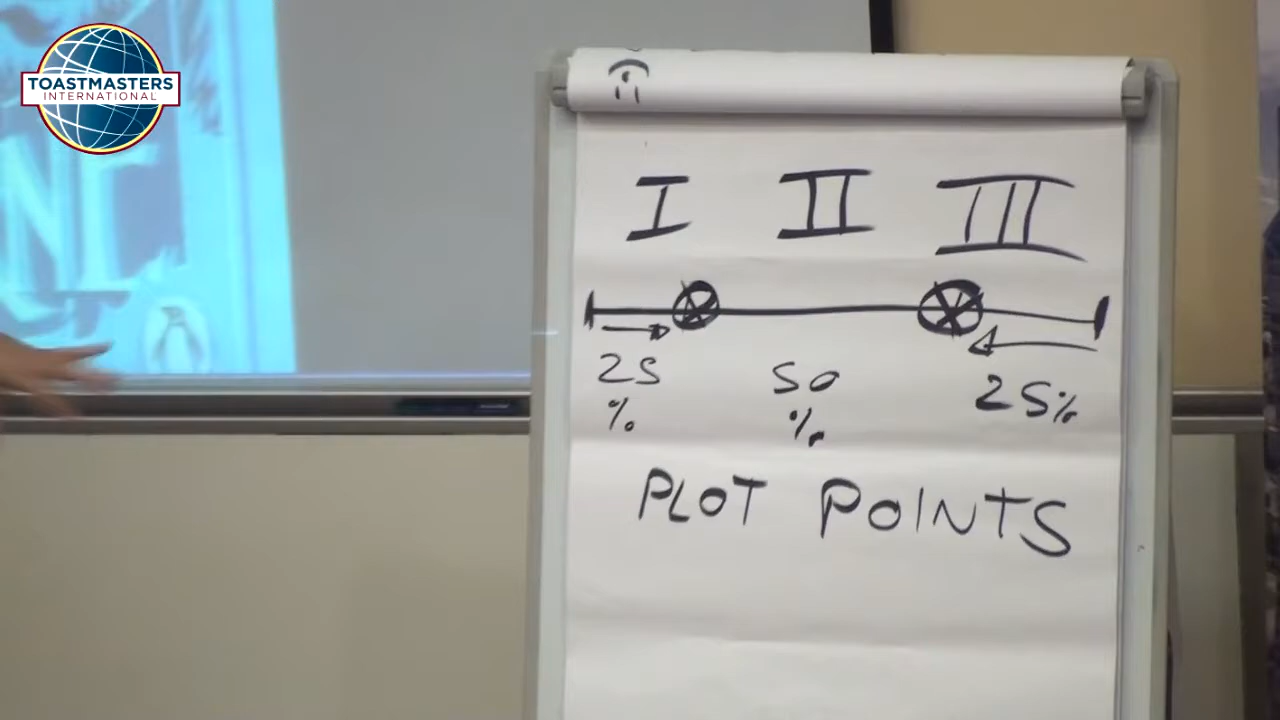 TOASTMASTERS
INTERNATIONAL
I II III
25 % 50 % 25%
PLOT POINTS